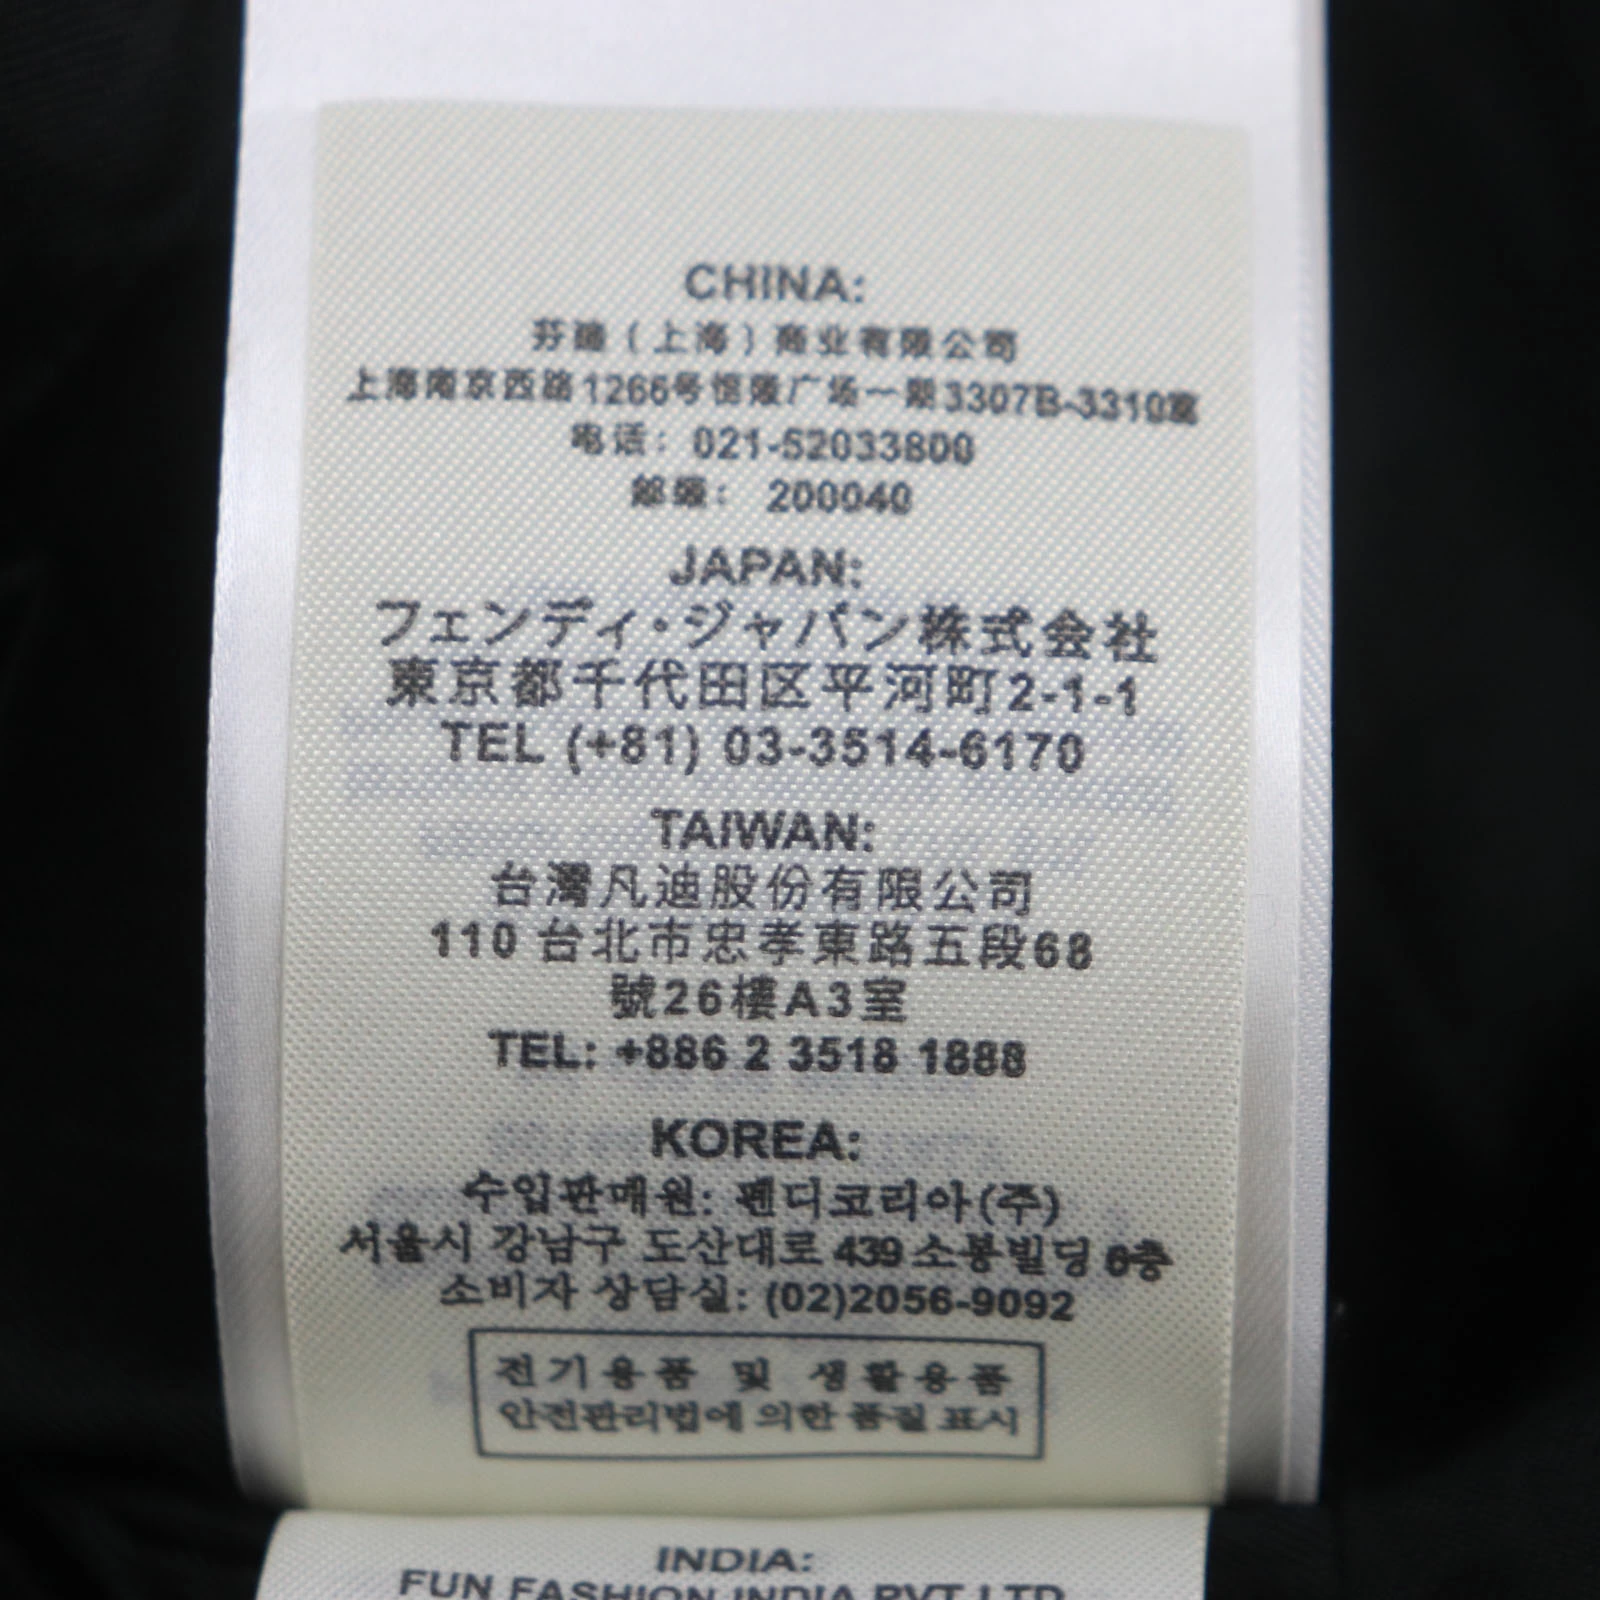 CHINA:
芬迪（上海）商业有限公司
上海南京西路1266号恒隆广场一期3307B-3310室
电话：021-52033800
邮编：200040
JAPAN:
フェンディ・ジャパン株式会社
東京都千代田区平河町2-1-1
TEL (+81) 03-3514-6170
TAIWAN:
台灣凡迪股份有限公司
110 台北市忠孝東路五段68
號26樓A3室
TEL: +886 2 3518 1888
KOREA:
수입판매원: 펜디코리아(주)
서울시 강남구 도산대로 439 소봉빌딩 6층
소비자 상담실: (02)2056-9092
전기용품 및 생활용품
안전관리법에 의한 품질 표시
INDIA:
FUN FASHION INDIA PVT LTD